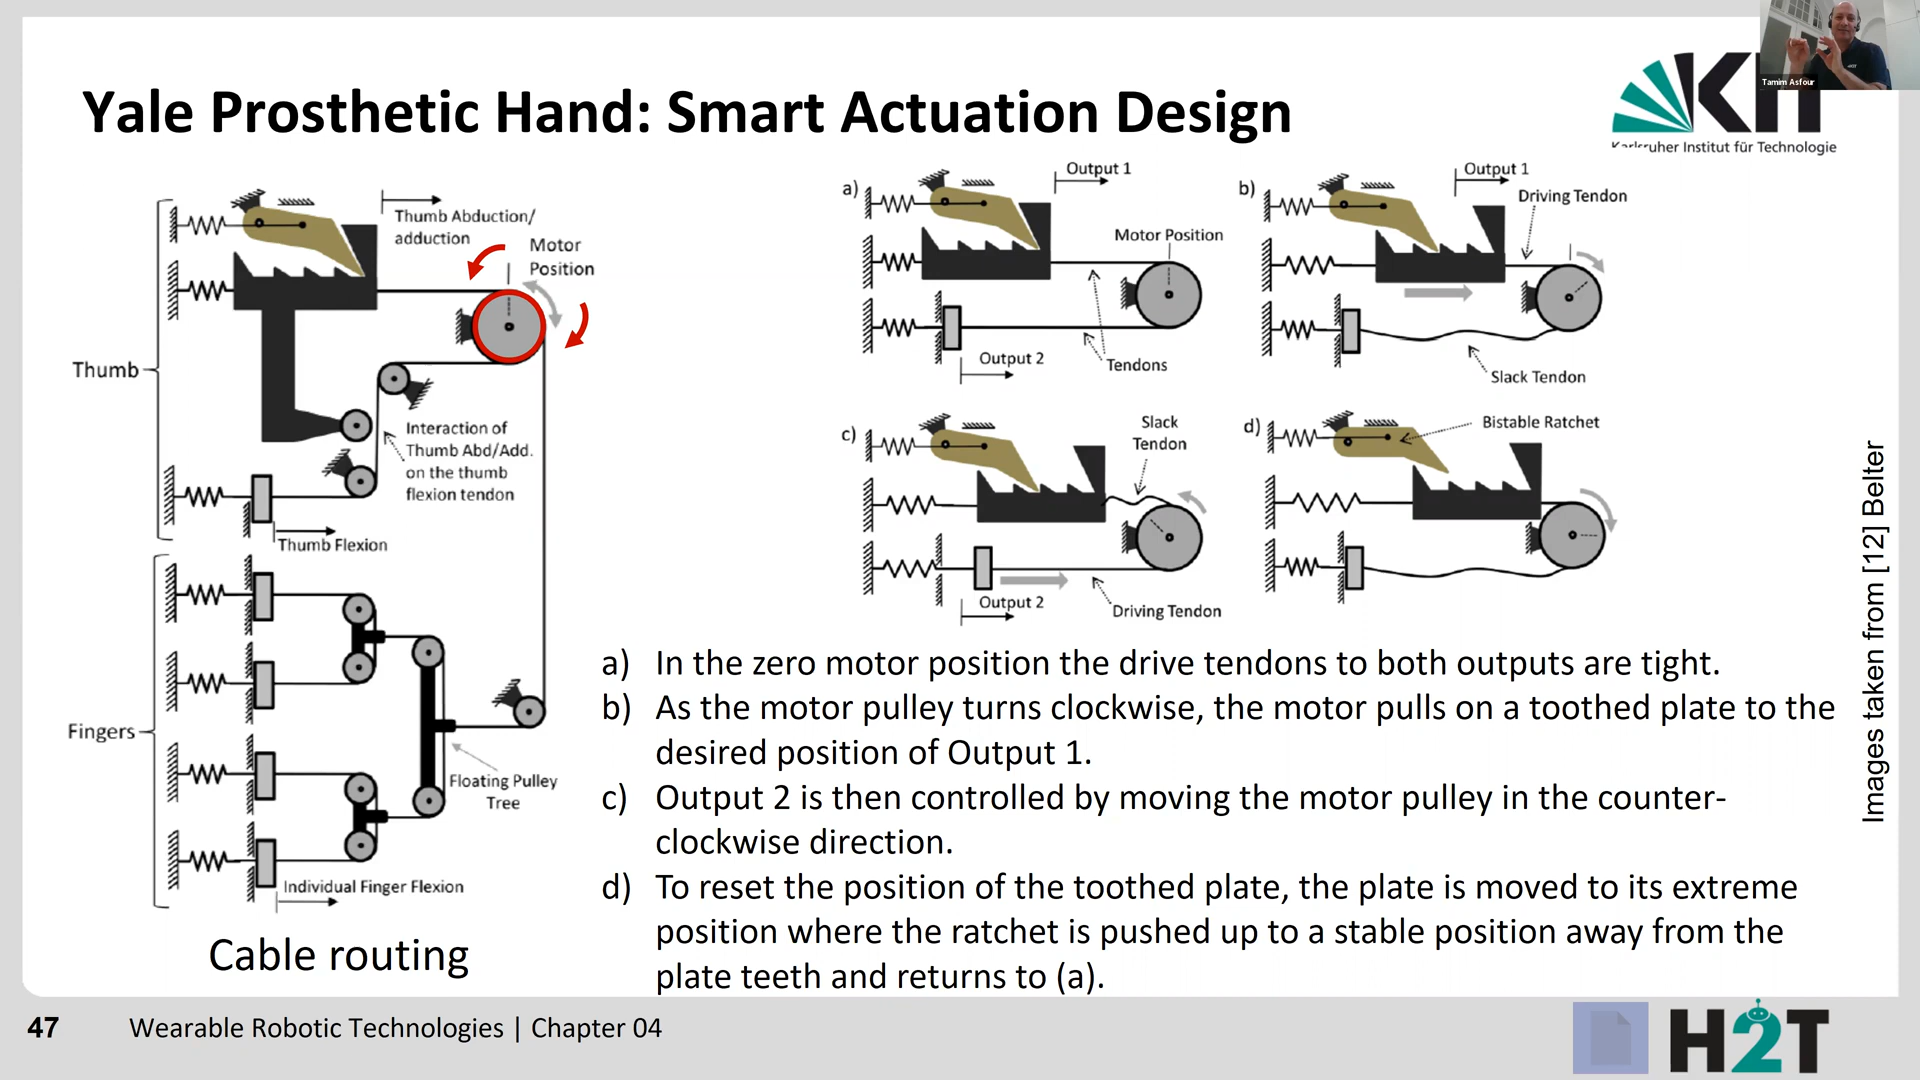 Tamim Asfour
Yale Prosthetic Hand: Smart Actuation Design
KIT
Karlsruher Institut für Technologie
Thumb Abduction/
adduction
Motor
Position
Thumb
Interaction of
Thumb Abd/Add.
on the thumb
flexion tendon
Thumb Flexion
Fingers
Floating Pulley
Tree
Individual Finger Flexion
Cable routing
a)
Output 1
Motor Position
Output 2
Tendons
b)
Output 1
Driving Tendon
Slack Tendon
c)
Slack
Tendon
Output 2
Driving Tendon
d)
Bistable Ratchet
Images taken from [12] Belter
a) In the zero motor position the drive tendons to both outputs are tight.
b) As the motor pulley turns clockwise, the motor pulls on a toothed plate to the
desired position of Output 1.
c) Output 2 is then controlled by moving the motor pulley in the counter-
clockwise direction.
d) To reset the position of the toothed plate, the plate is moved to its extreme
position where the ratchet is pushed up to a stable position away from the
plate teeth and returns to (a).
47 Wearable Robotic Technologies | Chapter 04
H2T